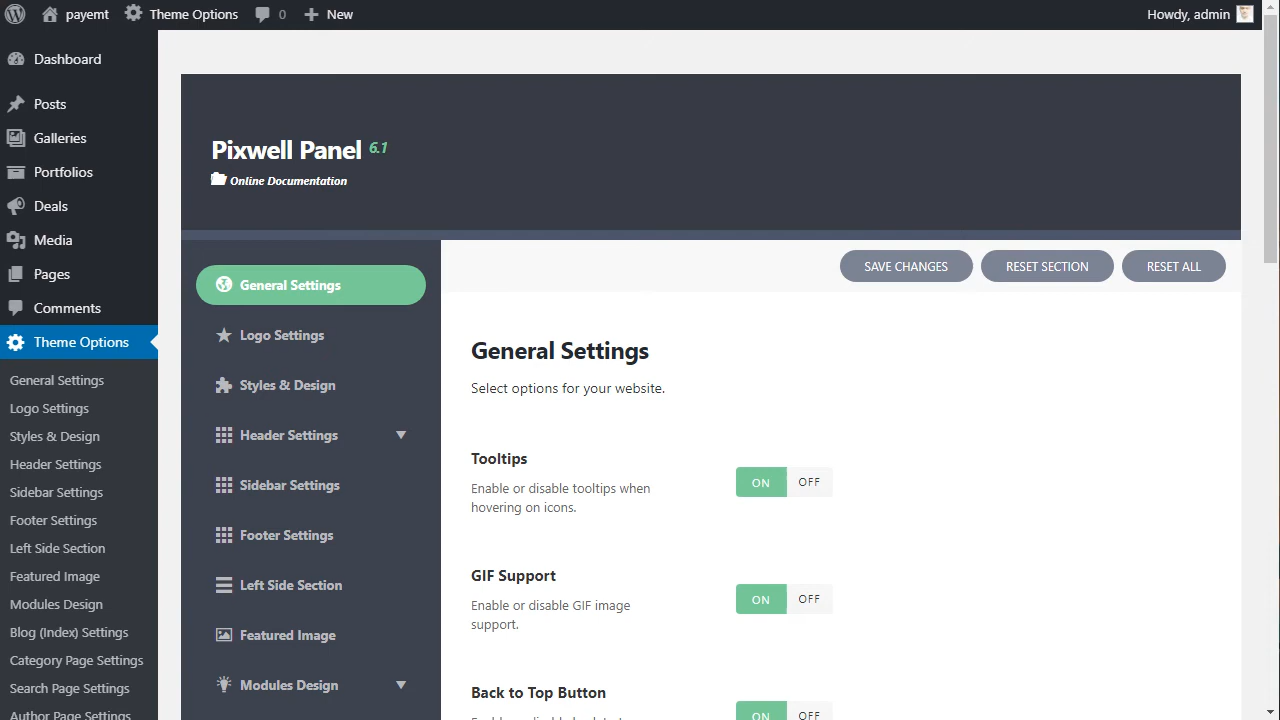 payemt
Theme Options
0
New
Howdy, admin
Dashboard
Posts
Galleries
Portfolios
Deals
Media
Pages
Comments
Theme Options
General Settings
Logo Settings
Styles & Design
Header Settings
Sidebar Settings
Footer Settings
Left Side Section
Featured Image
Modules Design
Blog (Index) Settings
Category Page Settings
Search Page Settings
Author Page Settings
Pixwell Panel 6.1
Online Documentation
General Settings
Logo Settings
Styles & Design
Header Settings
Sidebar Settings
Footer Settings
Left Side Section
Featured Image
Modules Design
SAVE CHANGES
RESET SECTION
RESET ALL
General Settings
Select options for your website.
Tooltips
Enable or disable tooltips when
hovering on icons.
ON OFF
GIF Support
Enable or disable GIF image
support.
ON OFF
Back to Top Button
ON OFF